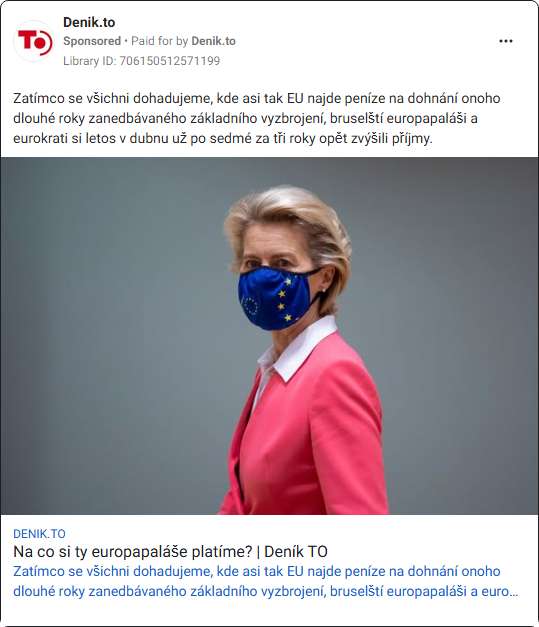 Denik.to
Sponsored • Paid for by Denik.to
Library ID: 706150512571199
TO
Zatímco se všichni dohadujeme, kde asi tak EU najde peníze na dohnání onoho
dlouhé roky zanedbávaného základního vyzbrojení, bruselští europapaláši a
eurokrati si letos v dubnu už po sedmé za tři roky opět zvýšili příjmy.
DENIK.TO
Na co si ty europapaláše platíme? | Deník TO
Zatímco se všichni dohadujeme, kde asi tak EU najde peníze na dohnání onoho
dlouhé roky zanedbávaného základního vyzbrojení, bruselští europapaláši a euro...